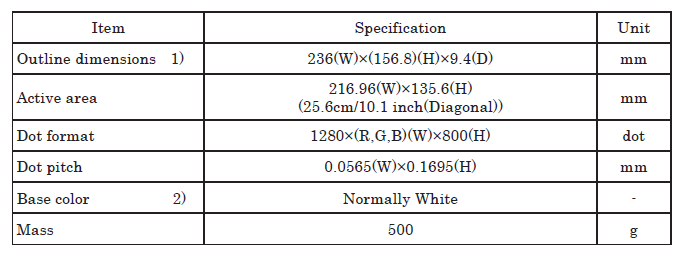 Item Specification Unit
Outline dimensions 1) 236(W)×(156.8)(H)×9.4(D) mm
Active area 216.96(W)×135.6(H) mm
(25.6cm/10.1 inch(Diagonal))
Dot format 1280×(R,G,B)(W)×800(H) dot
Dot pitch 0.0565(W)×0.1695(H) mm
Base color 2) Normally White -
Mass 500 g